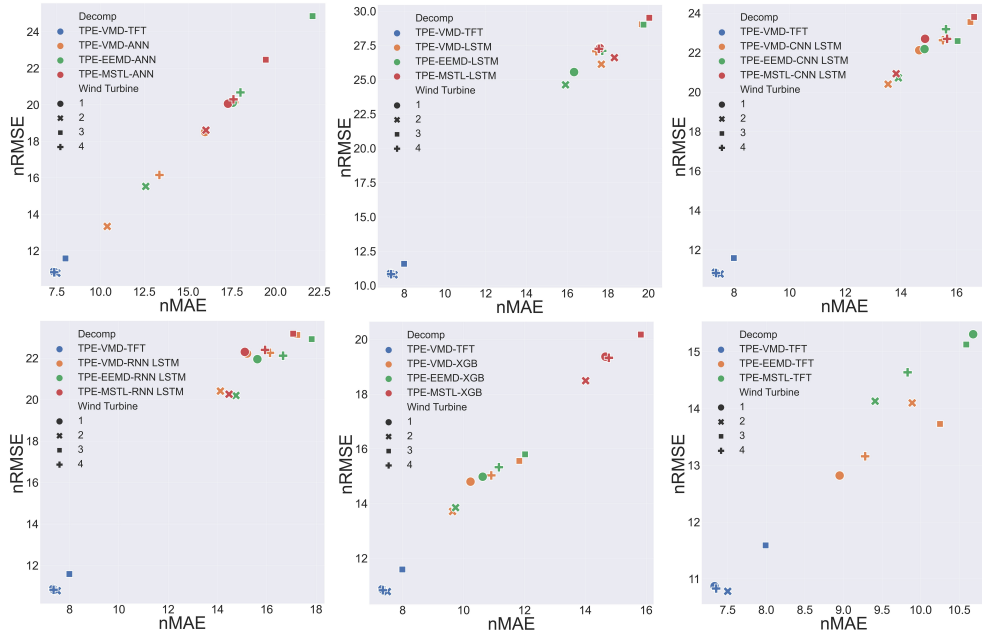 Decomp
TPE-VMD-TFT
TPE-VMD-ANN
TPE-EEMD-ANN
TPE-MSTL-ANN
Wind Turbine
1
2
3
4
24
22
20
18
16
14
12
nRMSE
7.5 10.0 12.5 15.0 17.5 20.0 22.5
nMAE
Decomp
TPE-VMD-TFT
TPE-VMD-LSTM
TPE-EEMD-LSTM
TPE-MSTL-LSTM
Wind Turbine
1
2
3
4
30.0
27.5
25.0
22.5
20.0
17.5
15.0
12.5
10.0
nRMSE
8 10 12 14 16 18 20
nMAE
Decomp
TPE-VMD-TFT
TPE-VMD-CNN LSTM
TPE-EEMD-CNN LSTM
TPE-MSTL-CNN LSTM
Wind Turbine
1
2
3
4
24
22
20
18
16
14
12
nRMSE
8 10 12 14 16
nMAE
Decomp
TPE-VMD-TFT
TPE-VMD-RNN LSTM
TPE-EEMD-RNN LSTM
TPE-MSTL-RNN LSTM
Wind Turbine
1
2
3
4
22
20
18
16
14
12
nRMSE
8 10 12 14 16 18
nMAE
Decomp
TPE-VMD-TFT
TPE-VMD-XGB
TPE-EEMD-XGB
TPE-MSTL-XGB
Wind Turbine
1
2
3
4
20
18
16
14
12
nRMSE
8 10 12 14 16
nMAE
Decomp
TPE-VMD-TFT
TPE-EEMD-TFT
TPE-MSTL-TFT
Wind Turbine
1
2
3
4
15
14
13
12
11
nRMSE
7.5 8.0 8.5 9.0 9.5 10.0 10.5
nMAE